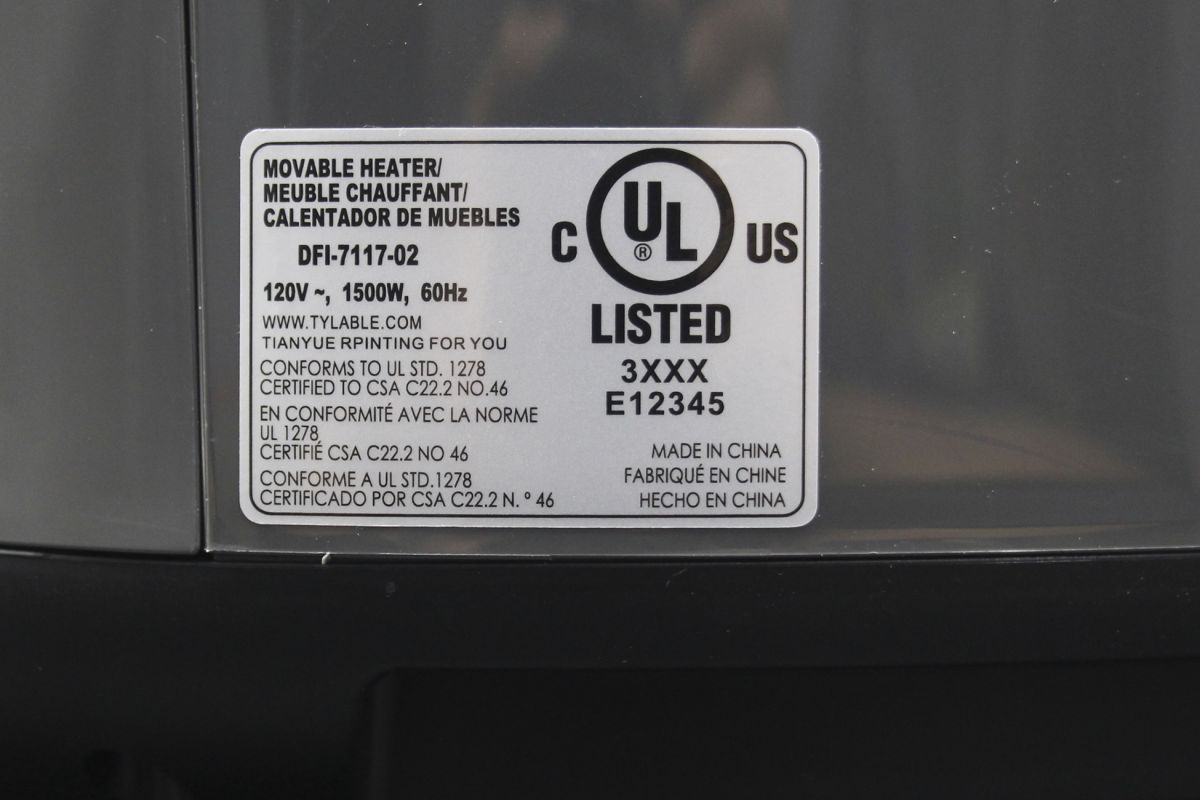 MOVABLE HEATER/
MEUBLE CHAUFFANT/
CALENTADOR DE MUEBLES
DFI-7117-02
120V ~, 1500W, 60Hz
WWW.TYLABLE.COM
TIANYUE RPINTING FOR YOU
CONFORMS TO UL STD. 1278
CERTIFIED TO CSA C22.2 NO.46
EN CONFORMITÉ AVEC LA NORME
UL 1278
CERTIFIÉ CSA C22.2 NO 46
CONFORME A UL STD.1278
CERTIFICADO POR CSA C22.2 N. º 46
C UL ® US
LISTED
3XXX
E12345
MADE IN CHINA
FABRIQUÉ EN CHINE
HECHO EN CHINA